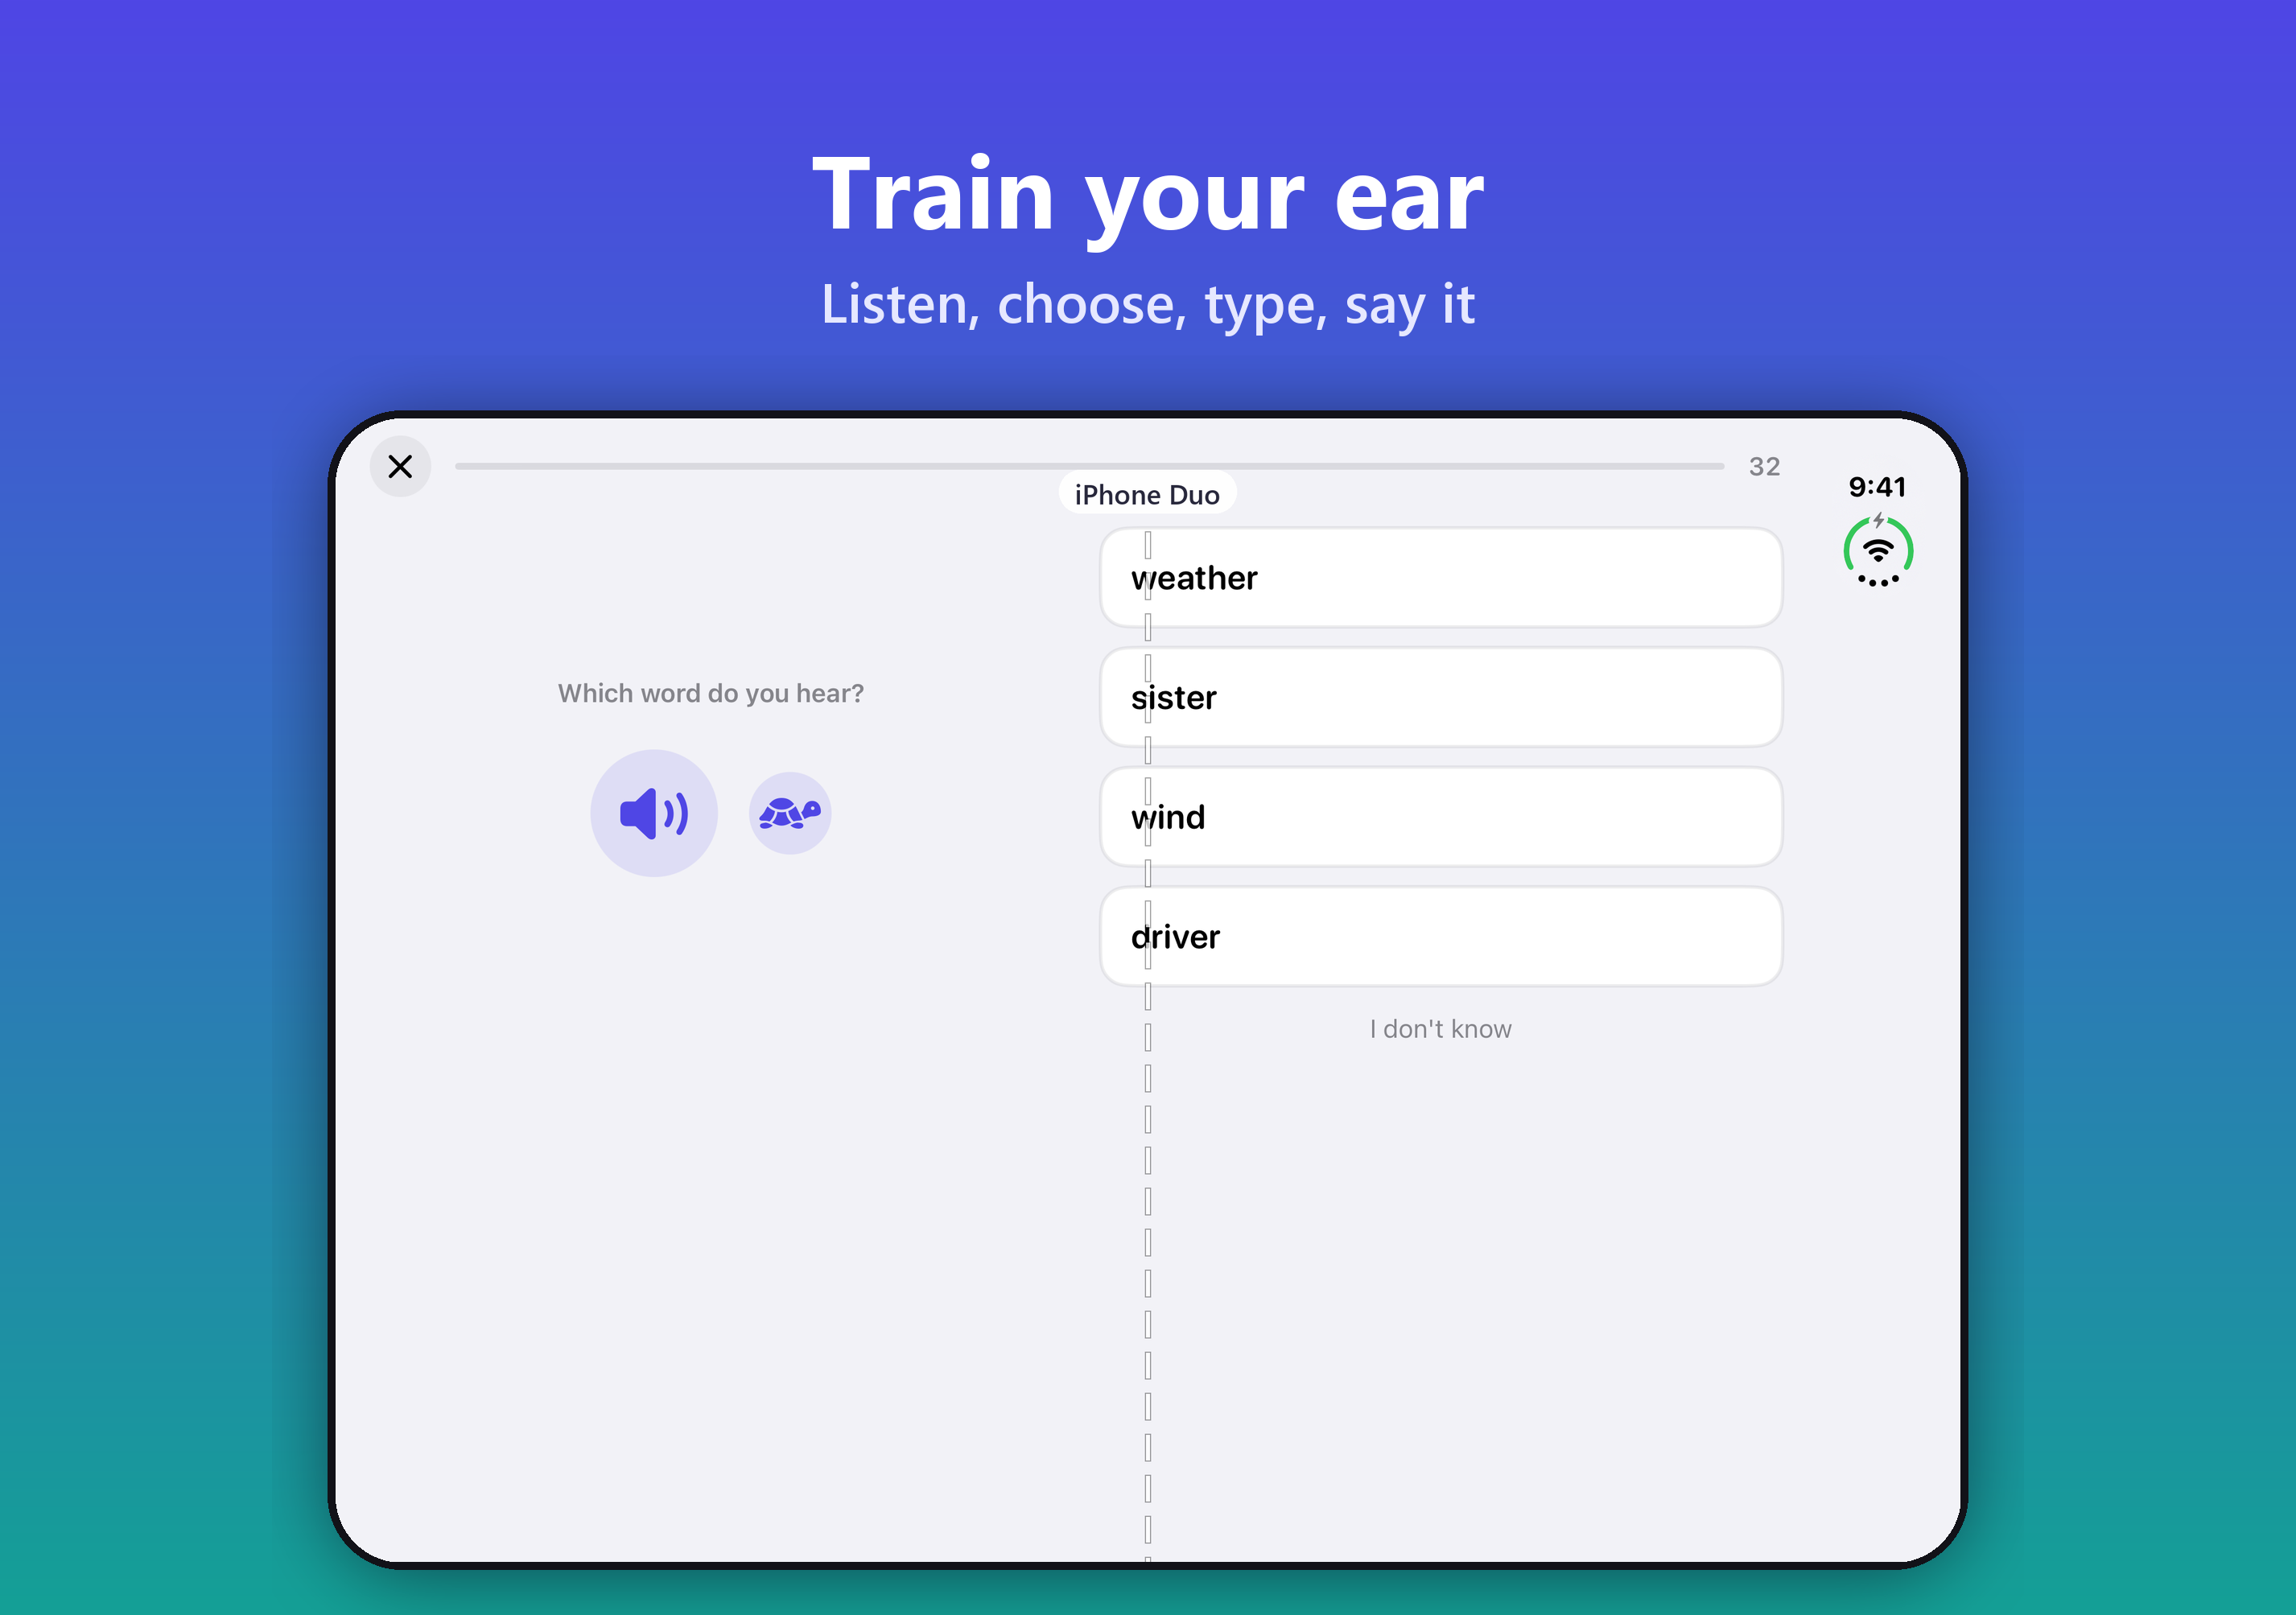 Train your ear
Listen, choose, type, say it
32
iPhone Duo
9:41
weather
Which word do you hear?
sister
wind
driver
I don't know